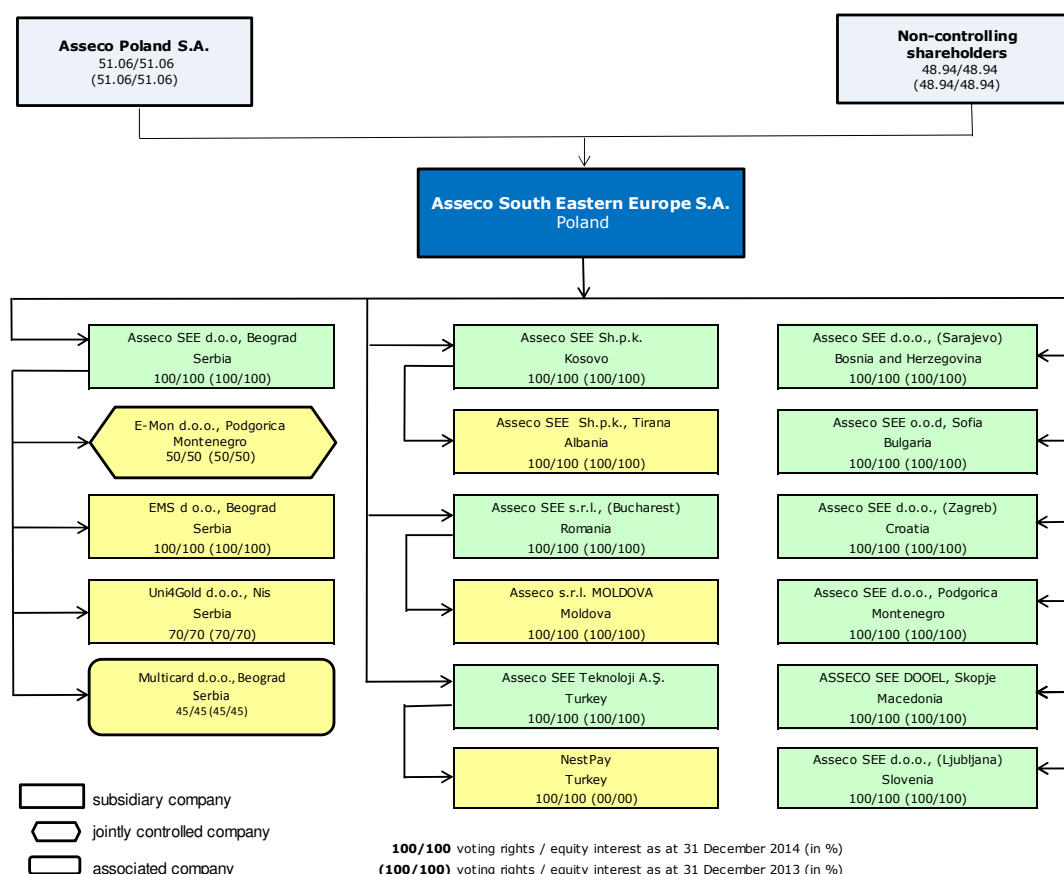 Asseco Poland S.A.
51.06/51.06
(51.06/51.06)
Non-controlling
shareholders
48.94/48.94
(48.94/48.94)
Asseco South Eastern Europe S.A.
Poland
Asseco SEE d.o.o, Beograd
Serbia
100/100 (100/100)
E-Mon d.o.o., Podgorica
Montenegro
50/50 (50/50)
EMS d o.o., Beograd
Serbia
100/100 (100/100)
Uni4Gold d.o.o., Nis
Serbia
70/70 (70/70)
Multicard d.o.o., Beograd
Serbia
45/45 (45/45)
Asseco SEE Sh.p.k.
Kosovo
100/100 (100/100)
Asseco SEE Sh.p.k., Tirana
Albania
100/100 (100/100)
Asseco SEE s.r.l., (Bucharest)
Romania
100/100 (100/100)
Asseco s.r.l. MOLDOVA
Moldova
100/100 (100/100)
Asseco SEE Teknoloji A.Ş.
Turkey
100/100 (100/100)
NestPay
Turkey
100/100 (00/00)
Asseco SEE d.o.o., (Sarajevo)
Bosnia and Herzegovina
100/100 (100/100)
Asseco SEE o.o.d, Sofia
Bulgaria
100/100 (100/100)
Asseco SEE d.o.o., (Zagreb)
Croatia
100/100 (100/100)
Asseco SEE d.o.o., Podgorica
Montenegro
100/100 (100/100)
ASSECO SEE DOOEL, Skopje
Macedonia
100/100 (100/100)
Asseco SEE d.o.o., (Ljubljana)
Slovenia
100/100 (100/100)
subsidiary company
jointly controlled company
associated company
100/100 voting rights / equity interest as at 31 December 2014 (in %)
(100/100) voting rights / equity interest as at 31 December 2013 (in %)